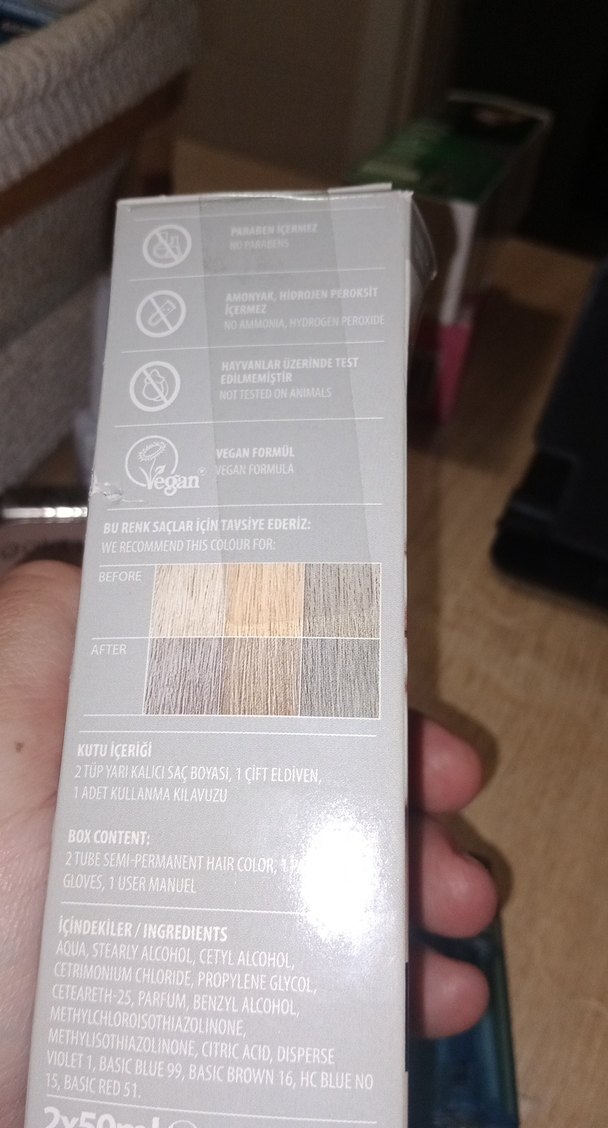 PARABEN İÇERMEZ
NO PARABENS
AMONYAK, HİDROJEN PEROKSİT
İÇERMEZ
NO AMMONIA, HYDROGEN PEROXIDE
HAYVANLAR ÜZERİNDE TEST
EDİLMEMİŞTİR
NOT TESTED ON ANIMALS
Vegan®
VEGAN FORMÜL
VEGAN FORMULA
BU RENK SAÇLAR İÇİN TAVSİYE EDERİZ:
WE RECOMMEND THIS COLOUR FOR:
BEFORE
AFTER
KUTU İÇERİĞİ
2 TÜP YARI KALICI SAÇ BOYASI, 1 ÇİFT ELDİVEN,
1 ADET KULLANMA KILAVUZU
BOX CONTENT:
2 TUBE SEMI-PERMANENT HAIR COLOR, 1
GLOVES, 1 USER MANUEL
İÇİNDEKİLER / INGREDIENTS
AQUA, STEARLY ALCOHOL, CETYL ALCOHOL,
CETRIMONIUM CHLORIDE, PROPYLENE GLYCOL,
CETEARETH-25, PARFUM, BENZYL ALCOHOL,
METHYLCHLOROISOTHIAZOLINONE,
METHYLISOTHIAZOLINONE, CITRIC ACID, DISPERSE
VIOLET 1, BASIC BLUE 99, BASIC BROWN 16, HC BLUE NO
15, BASIC RED 51.
2x50ml